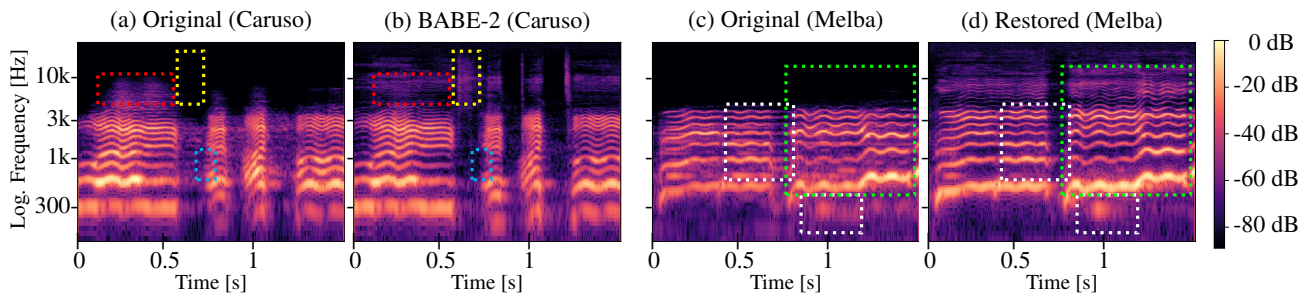 (a) Original (Caruso) (b) BABE-2 (Caruso) (c) Original (Melba) (d) Restored (Melba)
Log. Frequency [Hz]
10k
3k
1k
300
0 dB
-20 dB
-40 dB
-60 dB
-80 dB
0 0.5 1 0 0.5 1 0 0.5 1 0 0.5 1
Time [s] Time [s] Time [s] Time [s]